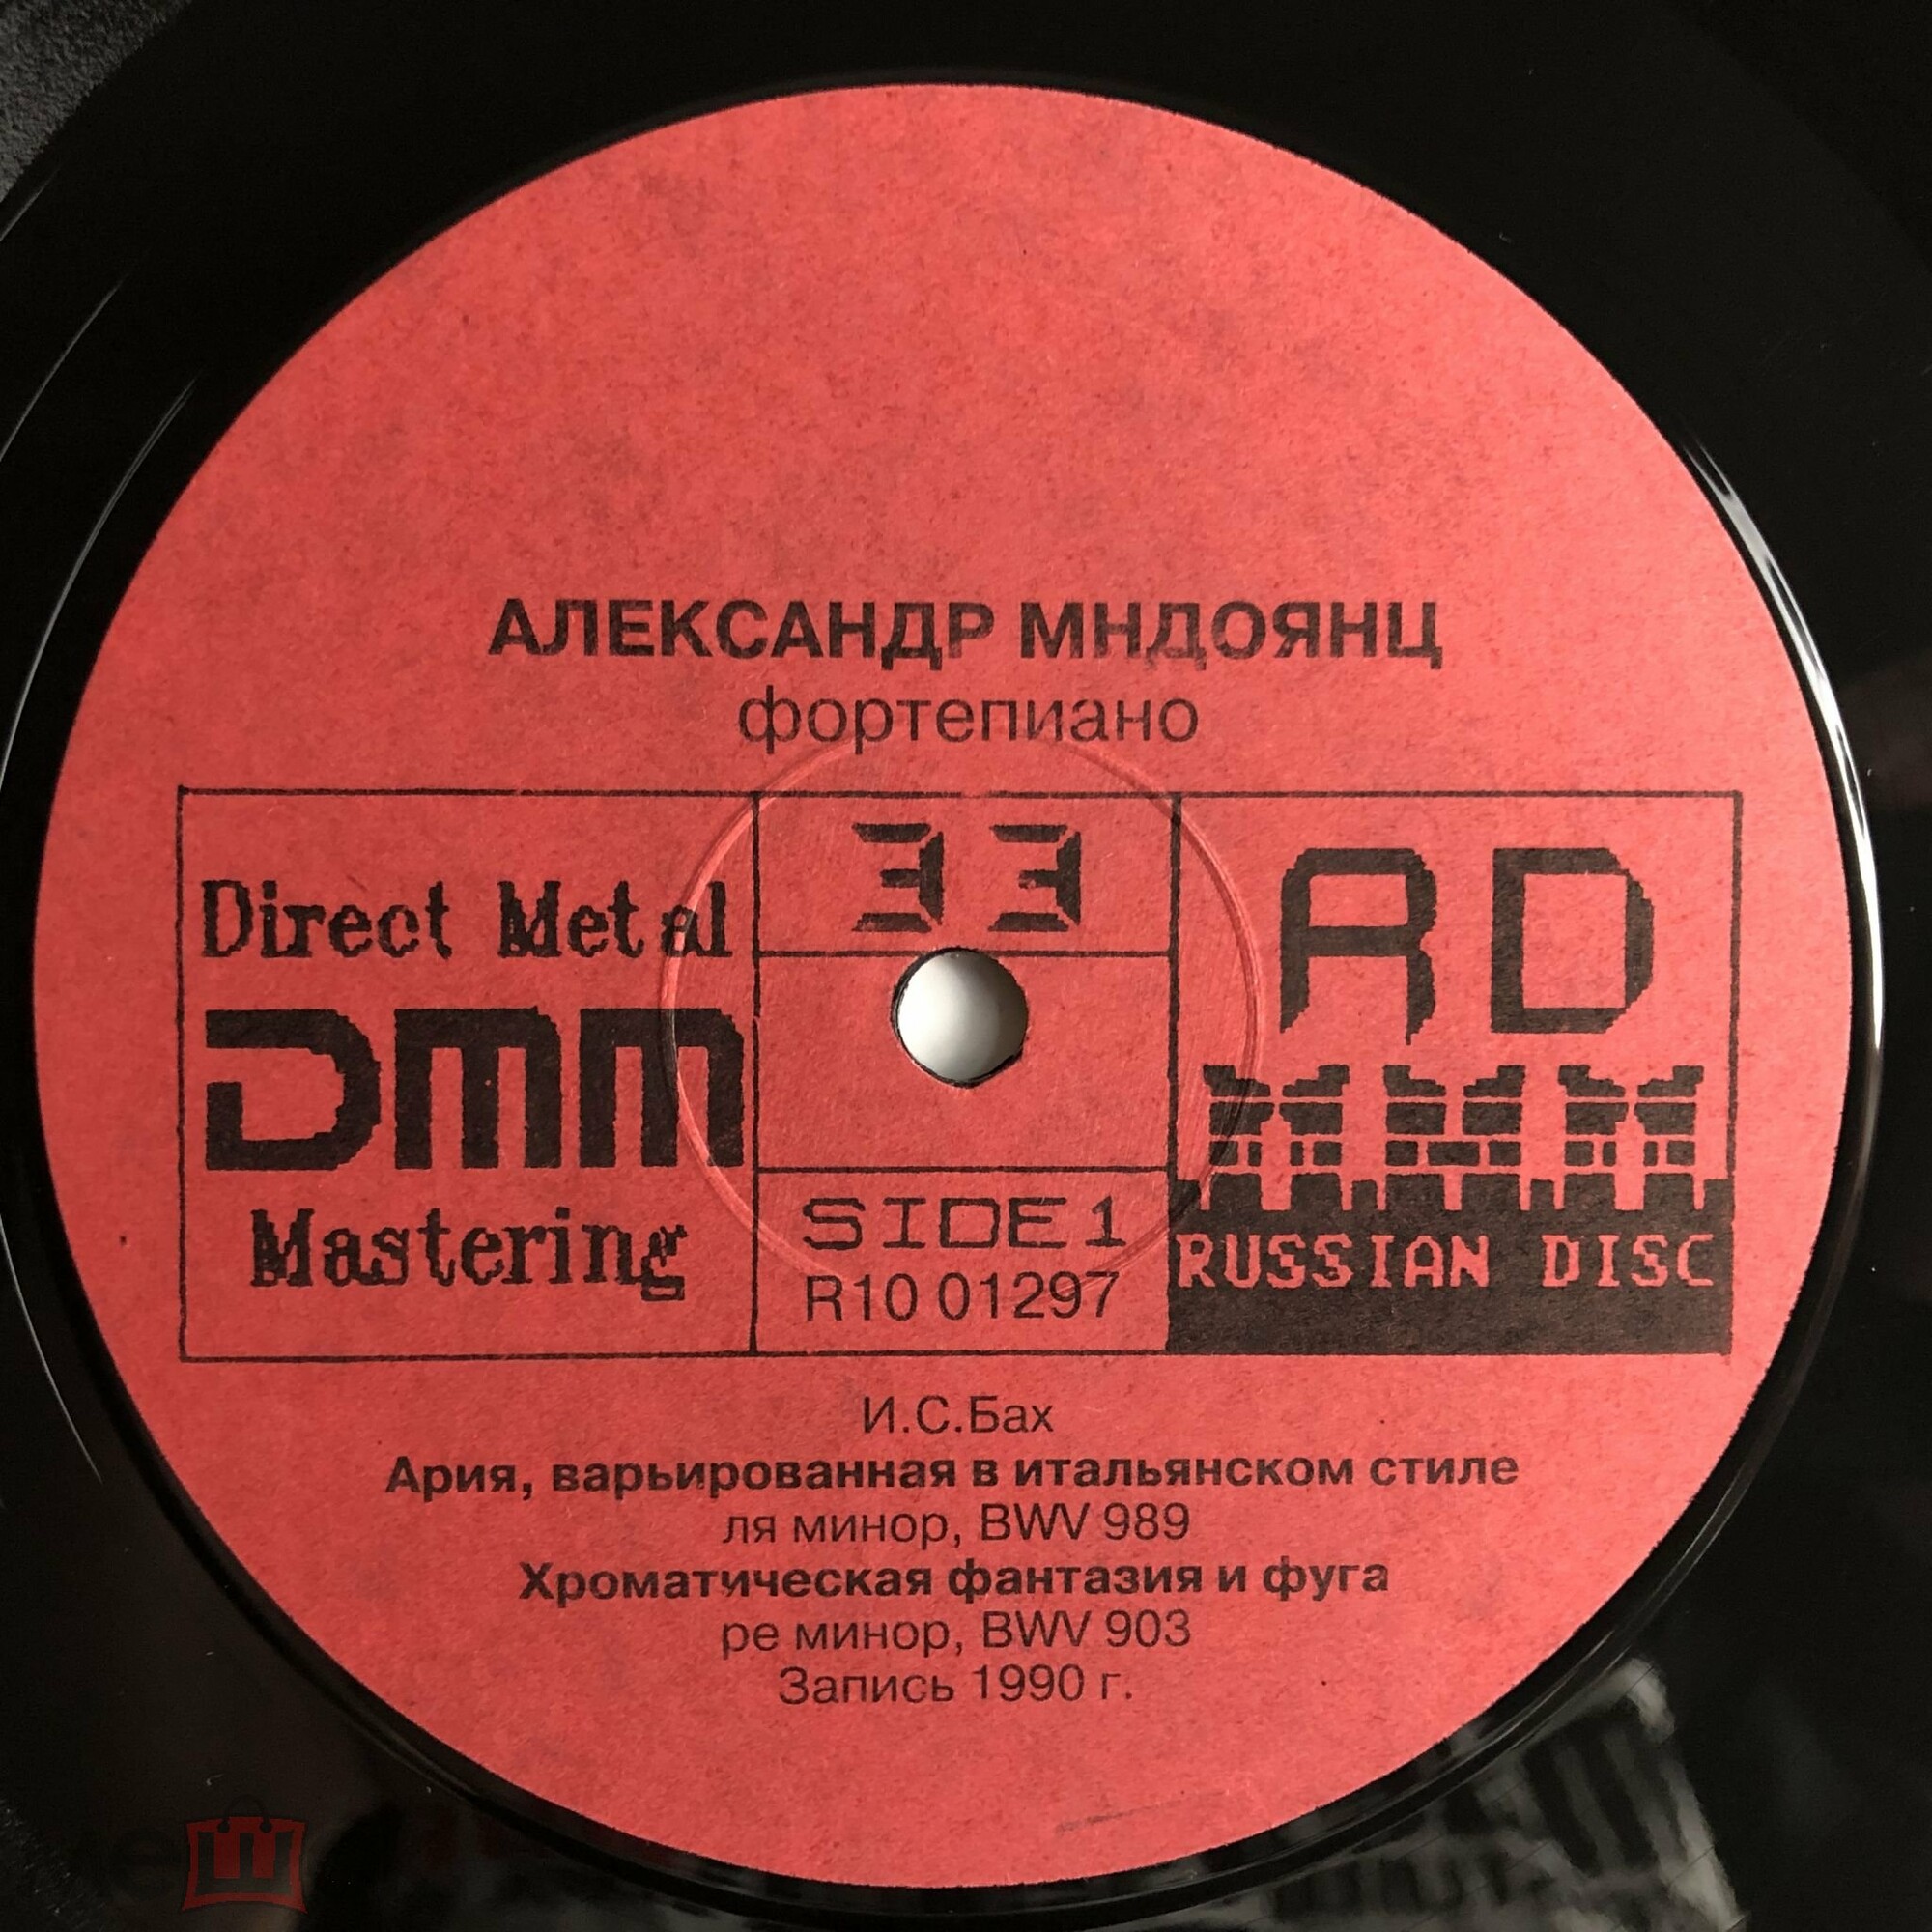 АЛЕКСАНДР МНДОЯНЦ
фортепиано
33
Direct Metal
DMM
Mastering
RD
RUSSIAN DISC
SIDE 1
R10 01297
И.С.Бах
Ария, варьированная в итальянском стиле
ля минор, BWV 989
Хроматическая фантазия и фуга
ре минор, BWV 903
Запись 1990 г.